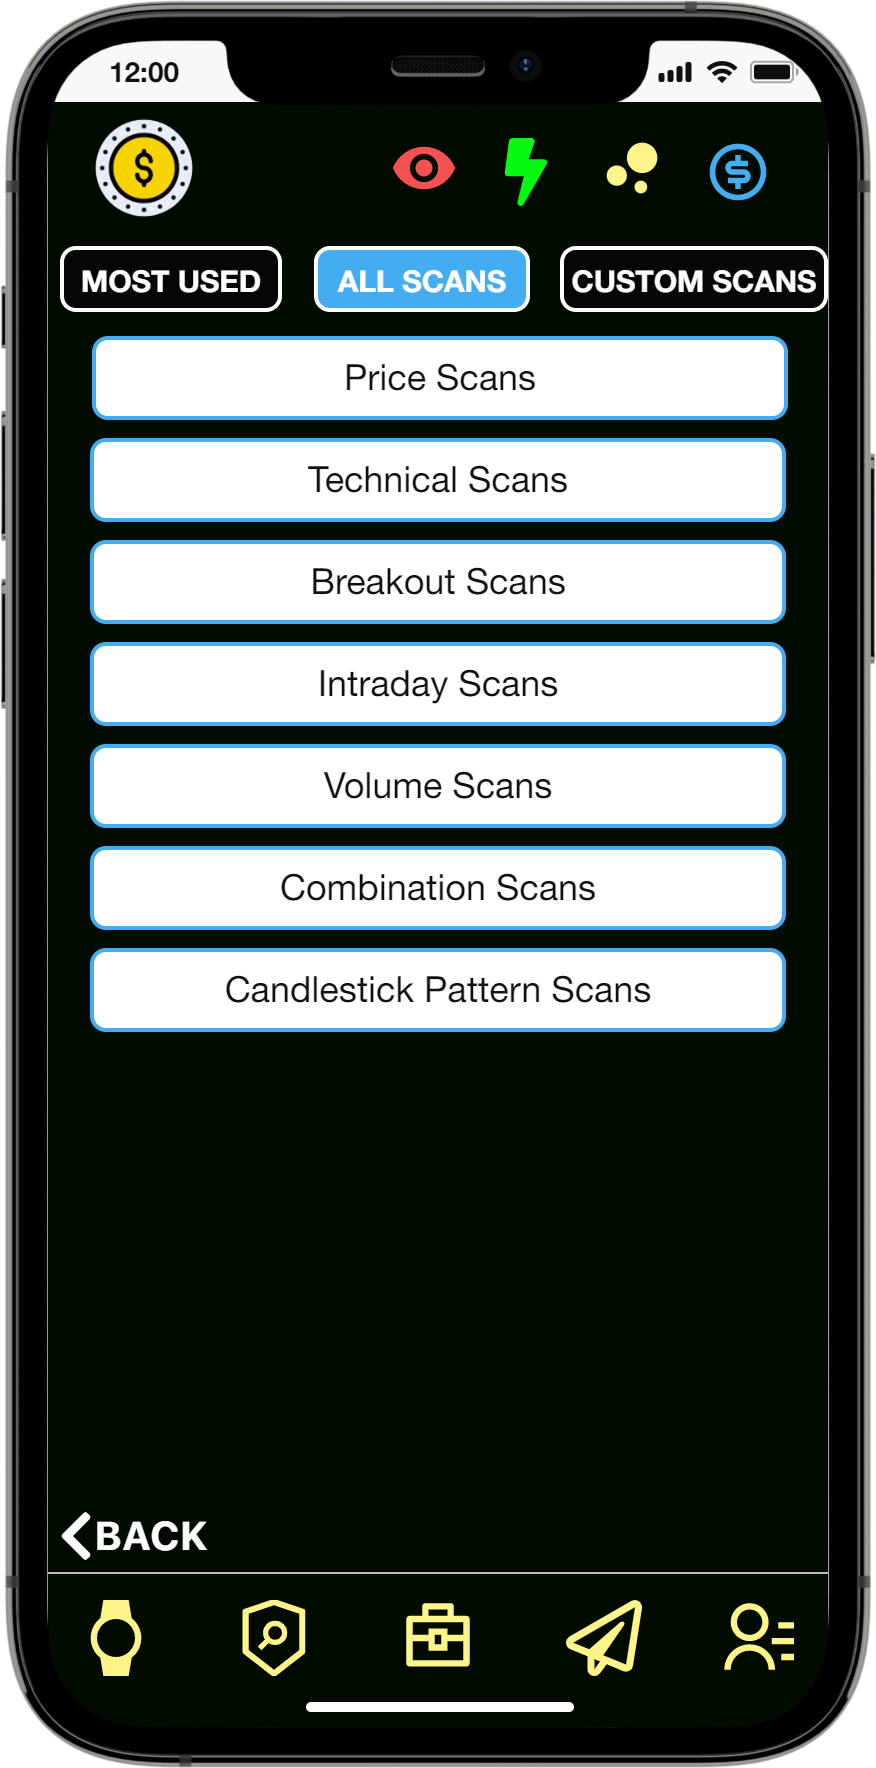 12:00
$
$
MOST USED
ALL SCANS
CUSTOM SCANS
Price Scans
Technical Scans
Breakout Scans
Intraday Scans
Volume Scans
Combination Scans
Candlestick Pattern Scans
BACK